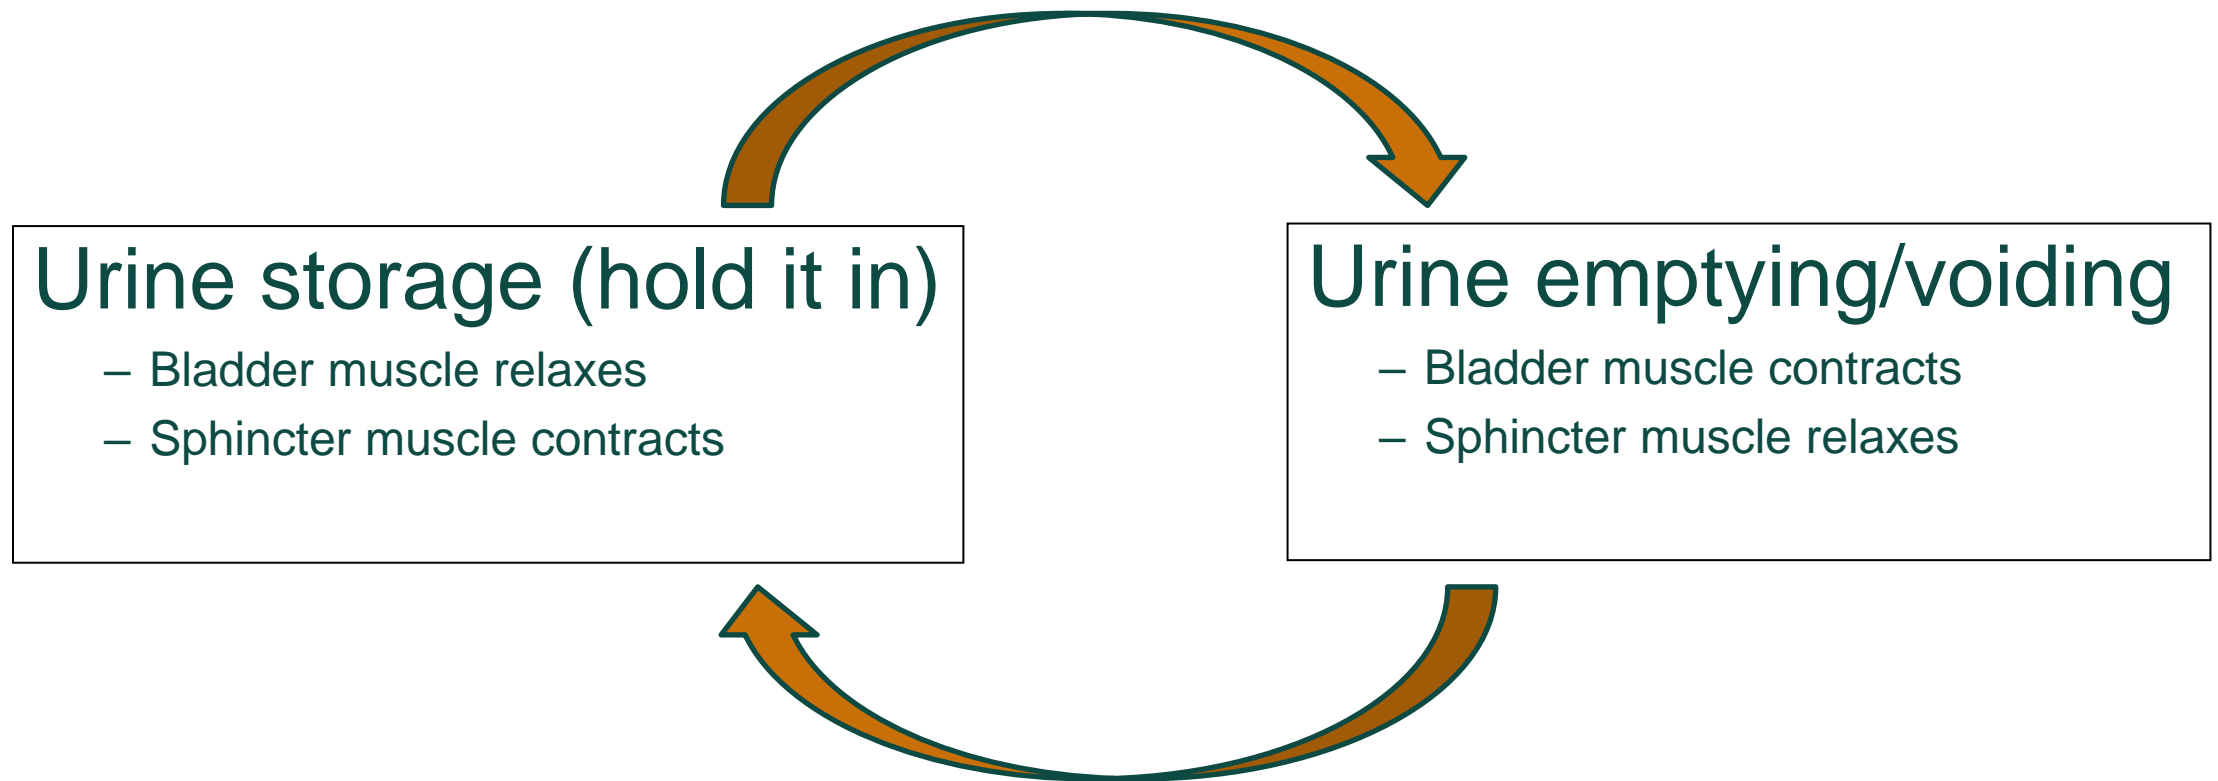 Urine storage (hold it in)
– Bladder muscle relaxes
– Sphincter muscle contracts
Urine emptying/voiding
– Bladder muscle contracts
– Sphincter muscle relaxes